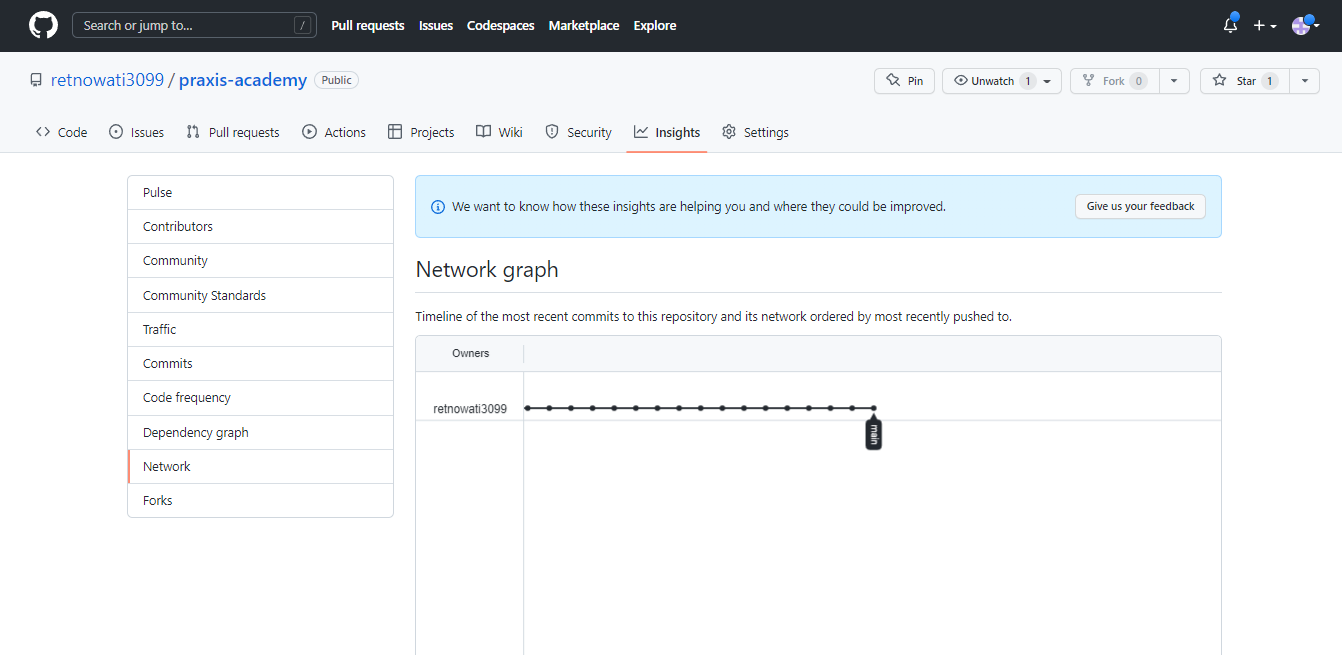 Search or jump to... /
Pull requests Issues Codespaces Marketplace Explore
retnowati3099 / praxis-academy Public
Pin Unwatch 1 Fork 0 Star 1
Code Issues Pull requests Actions Projects Wiki Security Insights Settings
Pulse
Contributors
Community
Community Standards
Traffic
Commits
Code frequency
Dependency graph
Network
Forks
We want to know how these insights are helping you and where they could be improved.
Give us your feedback
Network graph
Timeline of the most recent commits to this repository and its network ordered by most recently pushed to.
Owners
retnowati3099
main